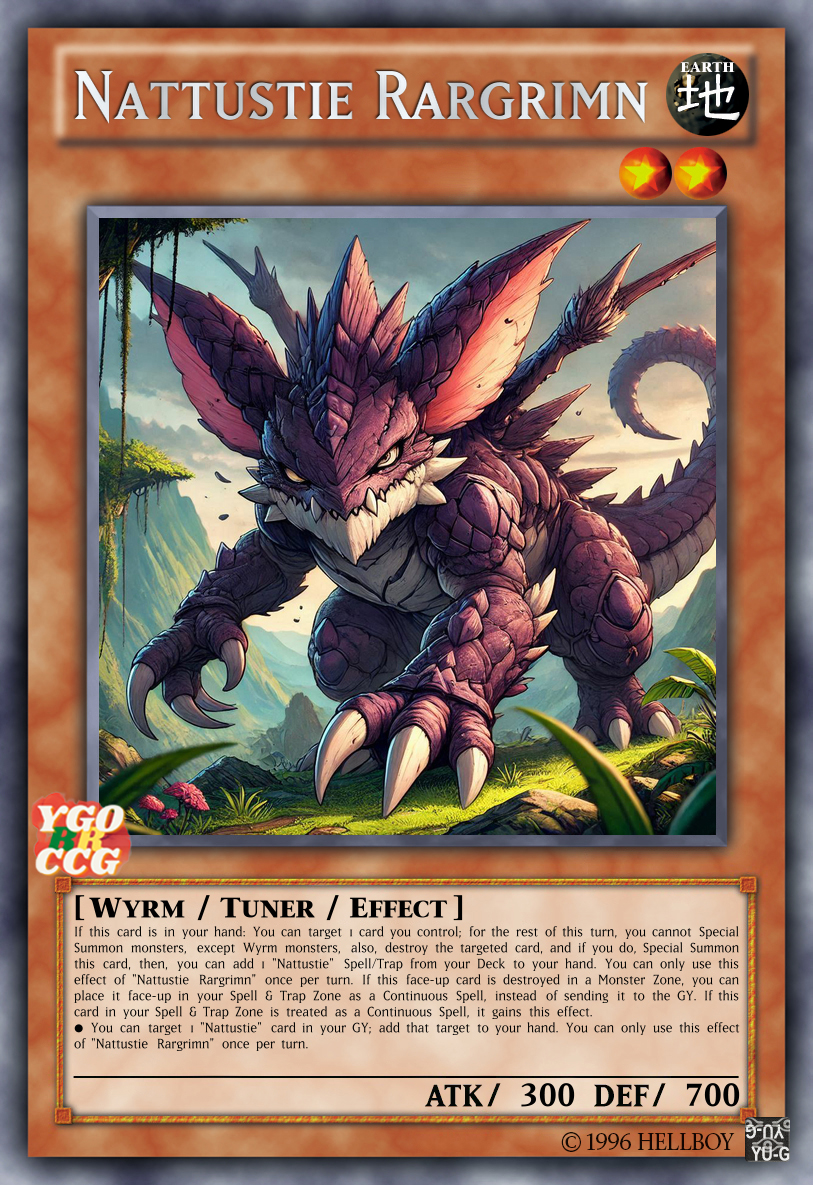 Nattustie Rargrimn
EARTH
地
YGO
CCG
[ Wyrm / Tuner / Effect ]
If this card is in your hand: You can target 1 card you control; for the rest of this turn, you cannot Special
Summon monsters, except Wyrm monsters, also, destroy the targeted card, and if you do, Special Summon
this card, then, you can add 1 "Nattustie" Spell/Trap from your Deck to your hand. You can only use this
effect of "Nattustie Rargrimn" once per turn. If this face-up card is destroyed in a Monster Zone, you can
place it face-up in your Spell & Trap Zone as a Continuous Spell, instead of sending it to the GY. If this
card in your Spell & Trap Zone is treated as a Continuous Spell, it gains this effect.
● You can target 1 "Nattustie" card in your GY; add that target to your hand. You can only use this effect
of "Nattustie Rargrimn" once per turn.
ATK/ 300 DEF/ 700
© 1996 HELLBOY
YU-G